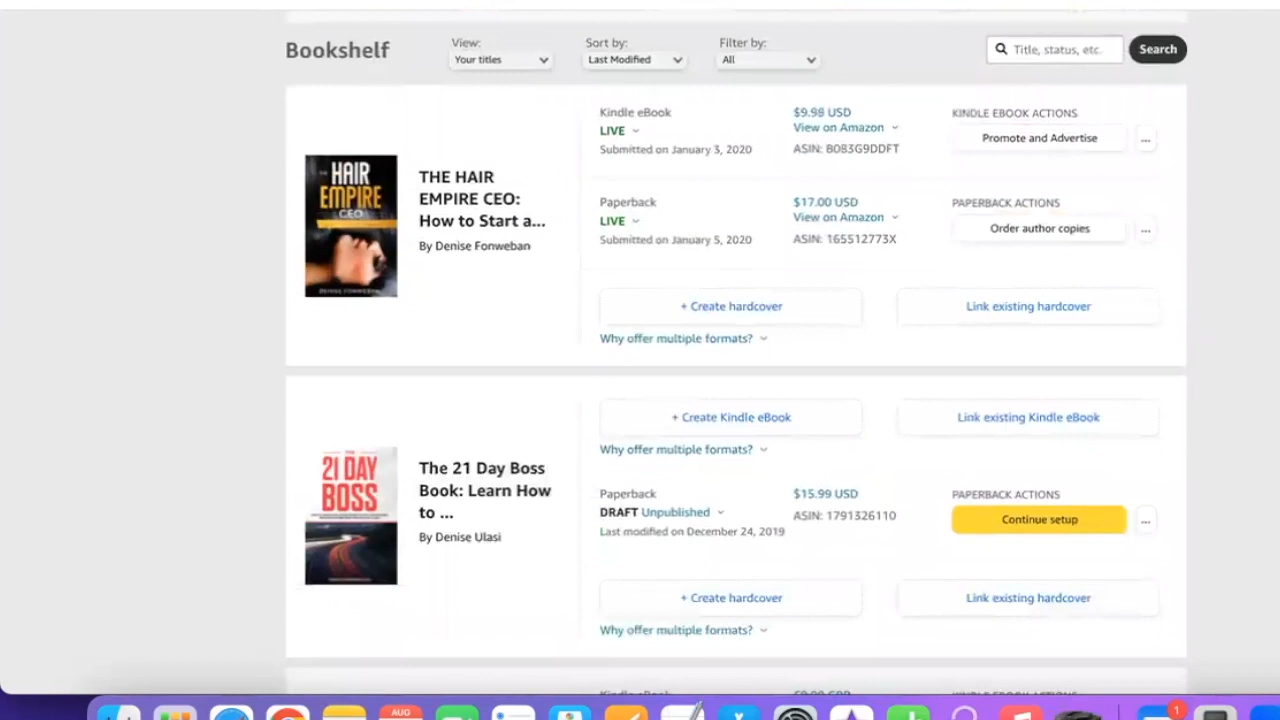 Bookshelf
View:
Your titles
Sort by:
Last Modified
Filter by:
All
Title, status, etc.
Search
HAIR
EMPIRE
CEO
THE HAIR
EMPIRE CEO:
How to Start a...
By Denise Fonweban
Kindle eBook
LIVE
Submitted on January 3, 2020
$9.98 USD
View on Amazon
ASIN: B083G9DDFT
KINDLE EBOOK ACTIONS
Promote and Advertise
...
Paperback
LIVE
Submitted on January 5, 2020
$17.00 USD
View on Amazon
ASIN: 165512773X
PAPERBACK ACTIONS
Order author copies
...
+ Create hardcover
Link existing hardcover
Why offer multiple formats?
21 DAY
BOSS
The 21 Day Boss
Book: Learn How
to ...
By Denise Ulasi
+ Create Kindle eBook
Link existing Kindle eBook
Why offer multiple formats?
Paperback
DRAFT Unpublished
Last modified on December 24, 2019
$15.99 USD
ASIN: 1791326110
PAPERBACK ACTIONS
Continue setup
...
+ Create hardcover
Link existing hardcover
Why offer multiple formats?
AUG
1